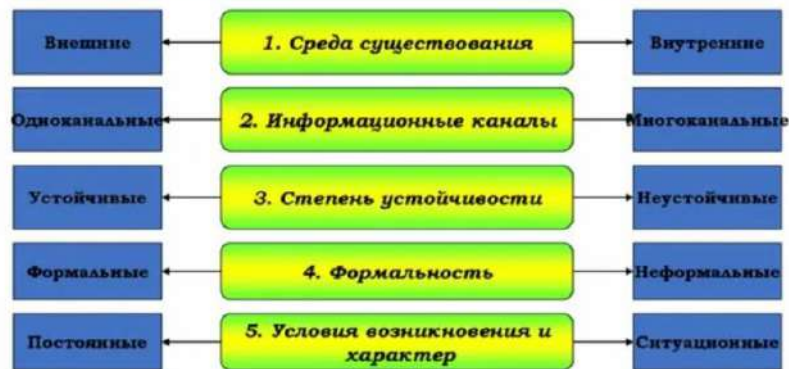 Внешние
1. Среда существования
Внутренние
Одноканальные
2. Информационные каналы
Многоканальные
Устойчивые
3. Степень устойчивости
Неустойчивые
Формальные
4. Формальность
Неформальные
Постоянные
5. Условия возникновения и
характер
Ситуационные